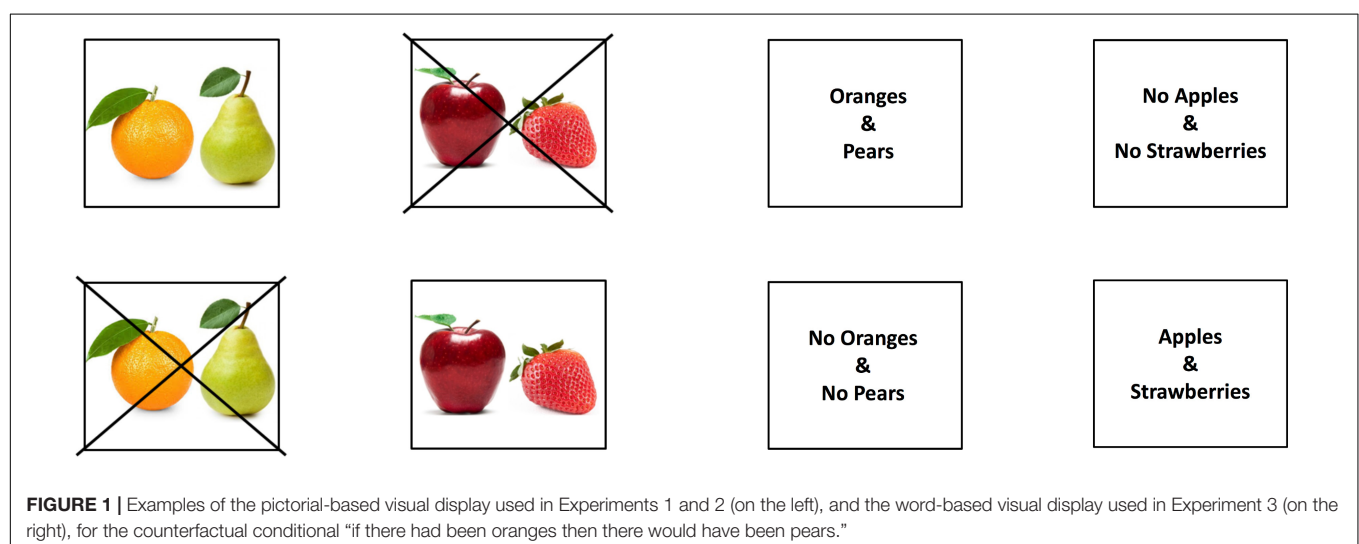 Oranges
&
Pears
No Apples
&
No Strawberries
No Oranges
&
No Pears
Apples
&
Strawberries
FIGURE 1 | Examples of the pictorial-based visual display used in Experiments 1 and 2 (on the left), and the word-based visual display used in Experiment 3 (on the
right), for the counterfactual conditional “if there had been oranges then there would have been pears.”